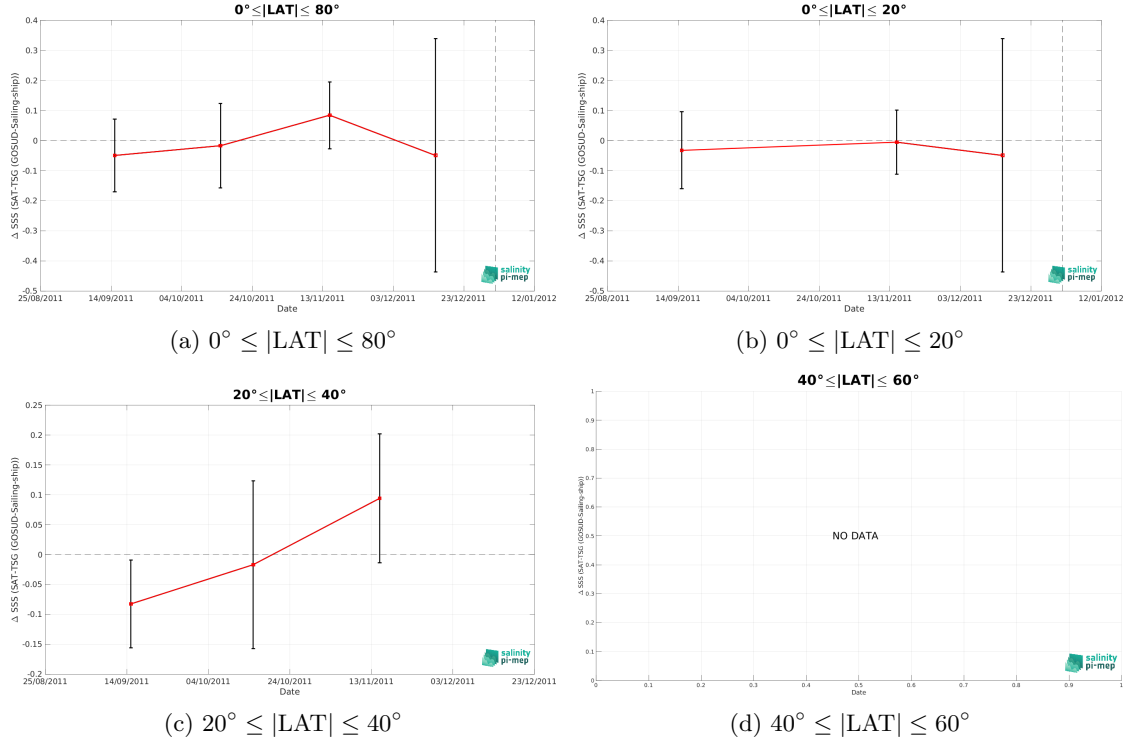 0°≤|LAT|≤ 80°
0.4
0.3
0.2
0.1
0
-0.1
-0.2
-0.3
-0.4
-0.5
Δ SSS (SAT-TSG (GOSUD-Sailing-ship))
25/08/2011 14/09/2011 04/10/2011 24/10/2011 13/11/2011 03/12/2011 23/12/2011 12/01/2012
Date
salinity
pi-mep
(a) 0° ≤ |LAT| ≤ 80°
0°≤|LAT|≤ 20°
0.4
0.3
0.2
0.1
0
-0.1
-0.2
-0.3
-0.4
-0.5
Δ SSS (SAT-TSG (GOSUD-Sailing-ship))
25/08/2011 14/09/2011 04/10/2011 24/10/2011 13/11/2011 03/12/2011 23/12/2011 12/01/2012
Date
salinity
pi-mep
(b) 0° ≤ |LAT| ≤ 20°
20°≤|LAT|≤ 40°
0.25
0.2
0.15
0.1
0.05
0
-0.05
-0.1
-0.15
-0.2
Δ SSS (SAT-TSG (GOSUD-Sailing-ship))
25/08/2011 14/09/2011 04/10/2011 24/10/2011 13/11/2011 03/12/2011 23/12/2011
Date
salinity
pi-mep
(c) 20° ≤ |LAT| ≤ 40°
40°≤|LAT|≤ 60°
1
0.9
0.8
0.7
0.6
0.5
0.4
0.3
0.2
0.1
0
Δ SSS (SAT-TSG (GOSUD-Sailing-ship))
NO DATA
0 0.1 0.2 0.3 0.4 0.5 0.6 0.7 0.8 0.9 1
Date
salinity
pi-mep
(d) 40° ≤ |LAT| ≤ 60°